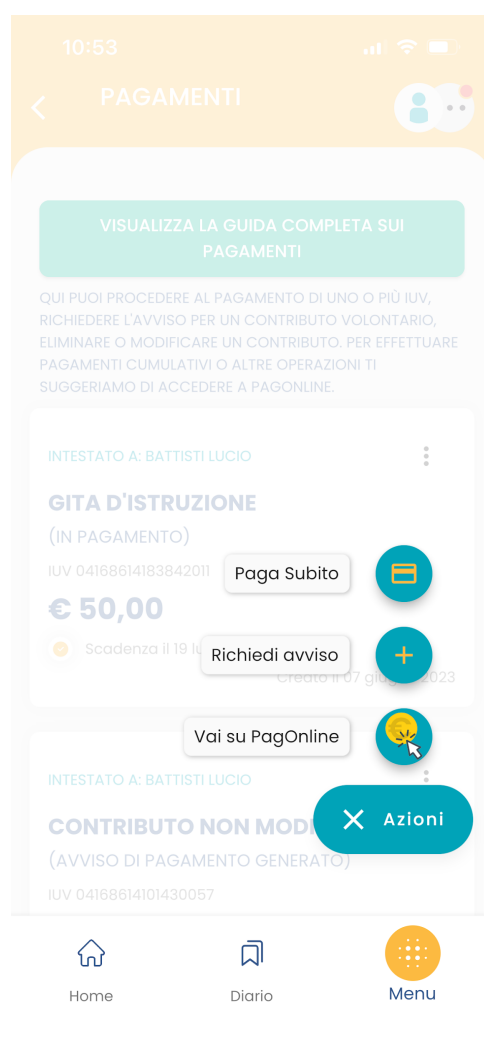 10:53
PAGAMENTI
VISUALIZZA LA GUIDA COMPLETA SUI
PAGAMENTI
QUI PUOI PROCEDERE AL PAGAMENTO DI UNO O PIÙ IUV,
RICHIEDERE L'AVVISO PER UN CONTRIBUTO VOLONTARIO,
ELIMINARE O MODIFICARE UN CONTRIBUTO. PER EFFETTUARE
PAGAMENTI CUMULATIVI O ALTRE OPERAZIONI TI
SUGGERIAMO DI ACCEDERE A PAGONLINE.
INTESTATO A: BATTISTI LUCIO
GITA D'ISTRUZIONE
(IN PAGAMENTO)
IUV 04168614183842011
Paga Subito
€ 50,00
Scadenza il 19
Richiedi avviso
Creato il 07 2023
Vai su PagOnline
INTESTATO A: BATTISTI LUCIO
CONTRIBUTO NON
Azioni
(AVVISO DI PAGAMENTO GENERATO)
IUV 04168614101430057
Home
Diario
Menu